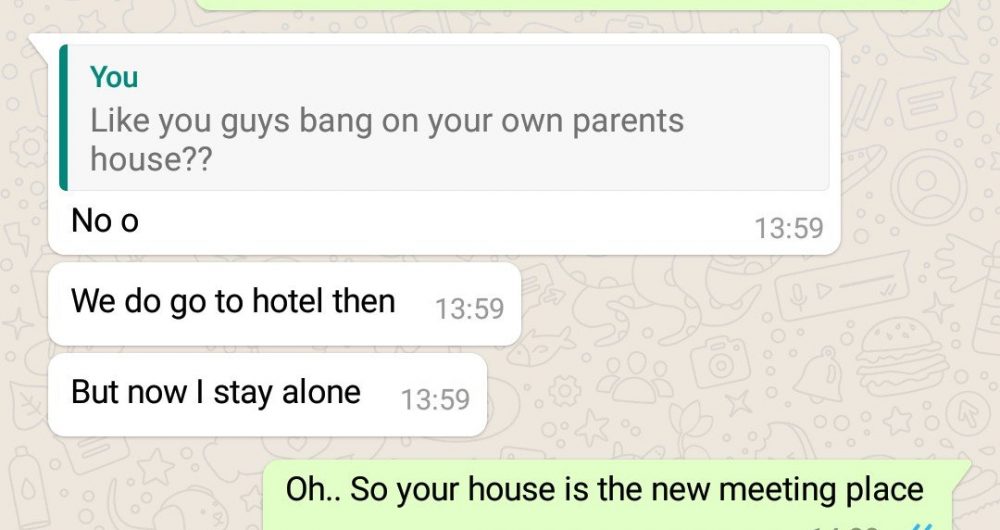 You
Like you guys bang on your own parents
house??
No o
13:59
We do go to hotel then 13:59
But now I stay alone 13:59
Oh.. So your house is the new meeting place